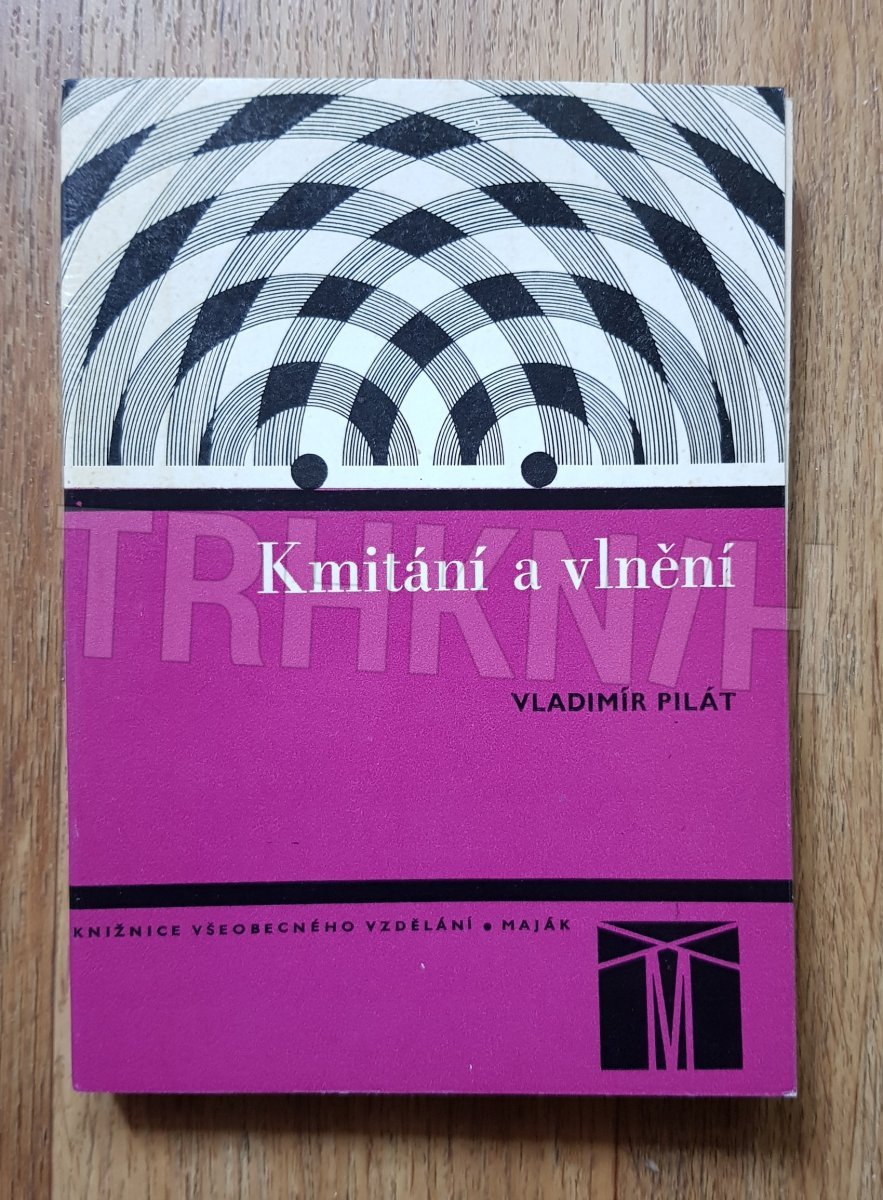 Kmitání a vlnění
TRHKNIH
VLADIMÍR PILÁT
KNIŽNICE VŠEOBECNÉHO VZDĚLÁNÍ • MAJÁK
M